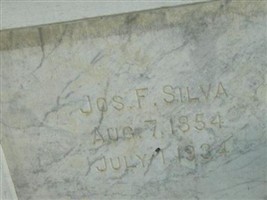 JOS. F. SILVA
AUG. 7, 1854
JULY 1 1934